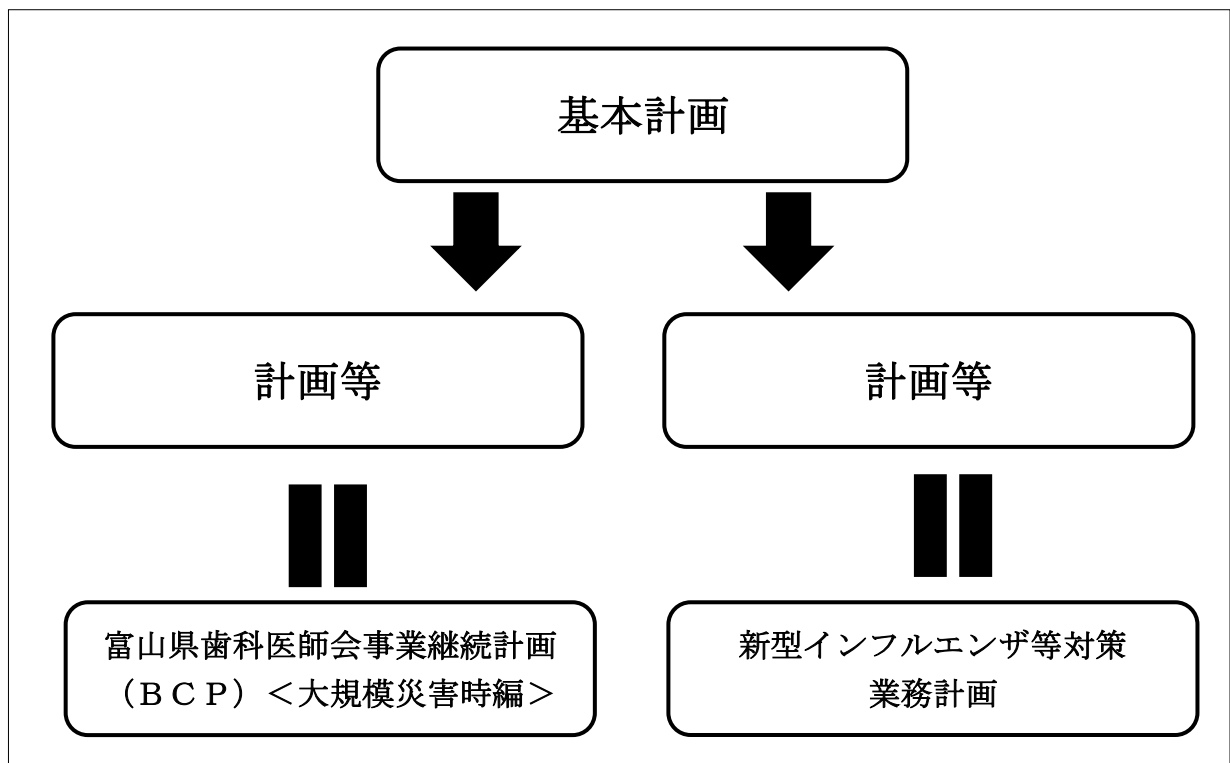 基本計画
計画等
計画等
富山県歯科医師会事業継続計画
（ＢＣＰ）＜大規模災害時編＞
新型インフルエンザ等対策
業務計画